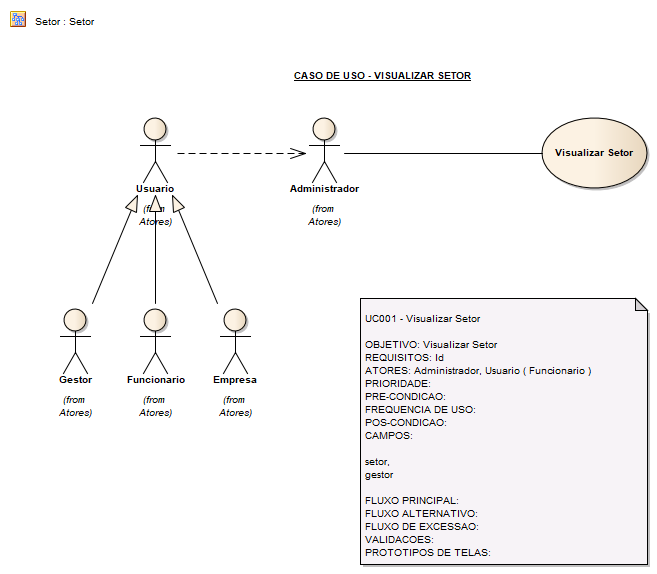 Setor : Setor
CASO DE USO - VISUALIZAR SETOR
Visualizar Setor
Usuario
Administrador
(from
Atores)
(from
Atores)
Gestor
Funcionario
Empresa
(from
Atores)
(from
Atores)
(from
Atores)
UC001 - Visualizar Setor
OBJETIVO: Visualizar Setor
REQUISITOS: Id
ATORES: Administrador, Usuario ( Funcionario )
PRIORIDADE:
PRE-CONDICAO:
FREQUENCIA DE USO:
POS-CONDICAO:
CAMPOS:
setor,
gestor
FLUXO PRINCIPAL:
FLUXO ALTERNATIVO:
FLUXO DE EXCESSAO:
VALIDACOES:
PROTOTIPOS DE TELAS: